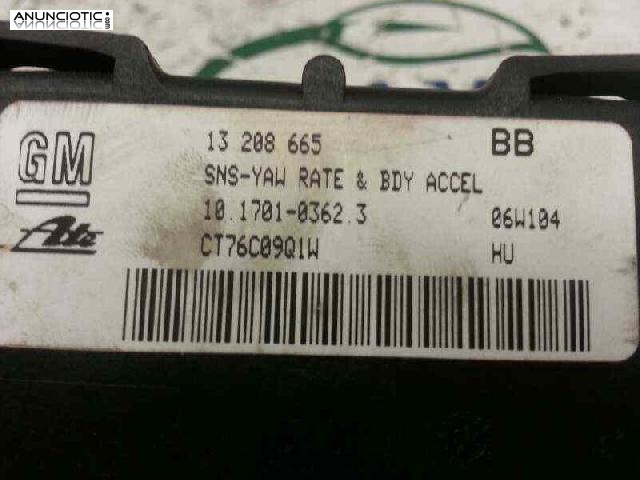 ANUNCIOTIC
GM
13 208 665
BB
SNS-YAW RATE & BDY ACCEL
Ate
10.1701-0362.3
06W104
CT76C09Q1W
HU